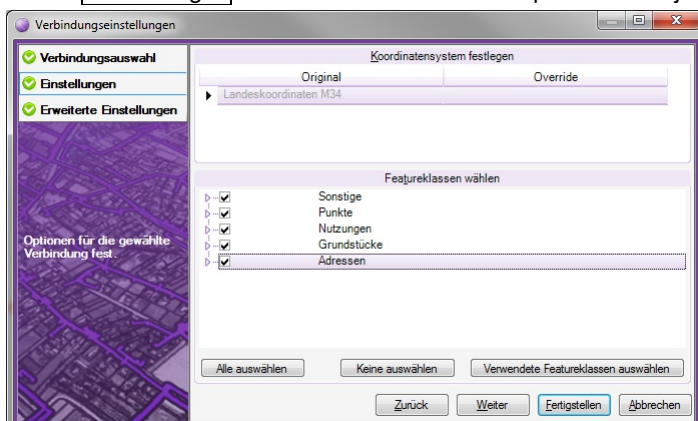 Verbindungseinstellungen
Verbindungsauswahl
Einstellungen
Erweiterte Einstellungen
Optionen für die gewählte
Verbindung fest.
Koordinatensystem festlegen
Original Override
Landeskoordinaten M34
Featureklassen wählen
Sonstige
Punkte
Nutzungen
Grundstücke
Adressen
Alle auswählen Keine auswählen Verwendete Featureklassen auswählen
Zurück Weiter Fertigstellen Abbrechen